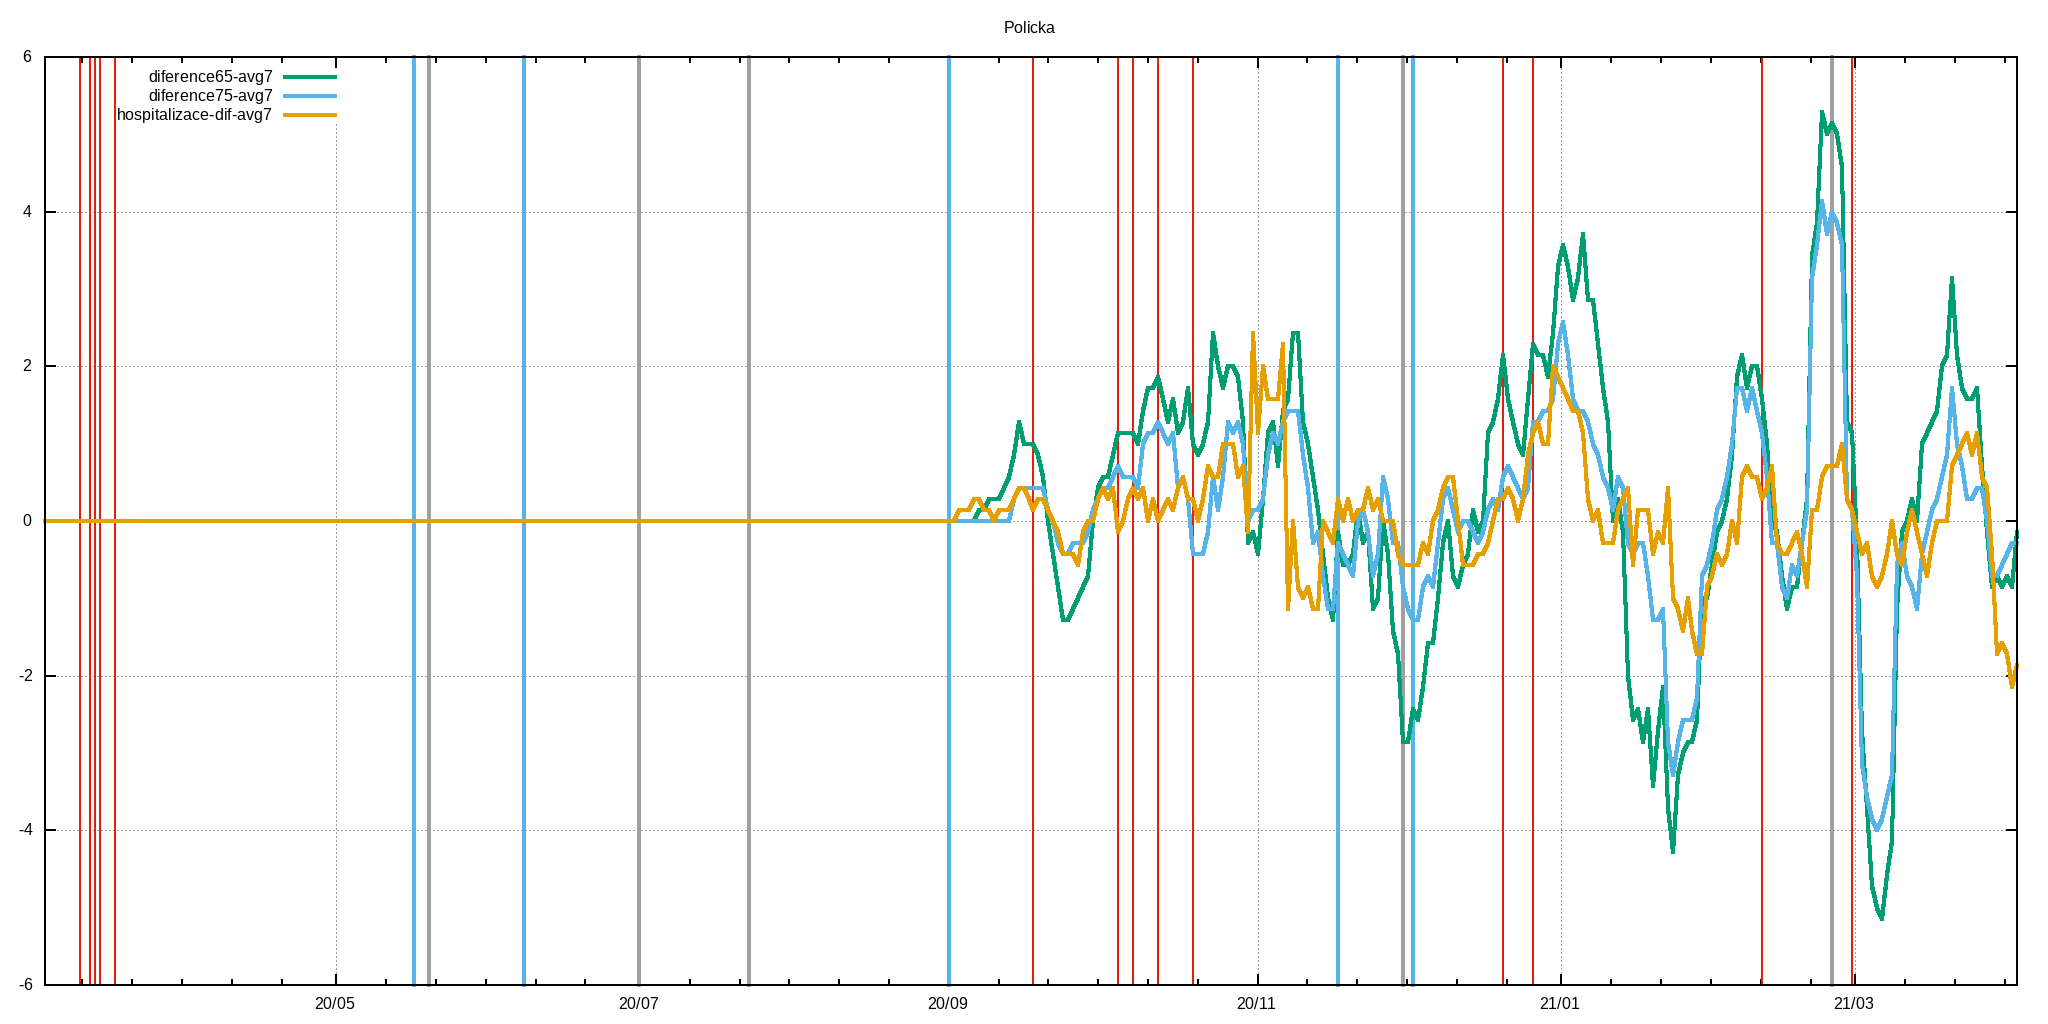 Policka
6
diference65-avg7
diference75-avg7
hospitalizace-dif-avg7
4
2
0
-2
-4
-6
20/05 20/07 20/09 20/11 21/01 21/03